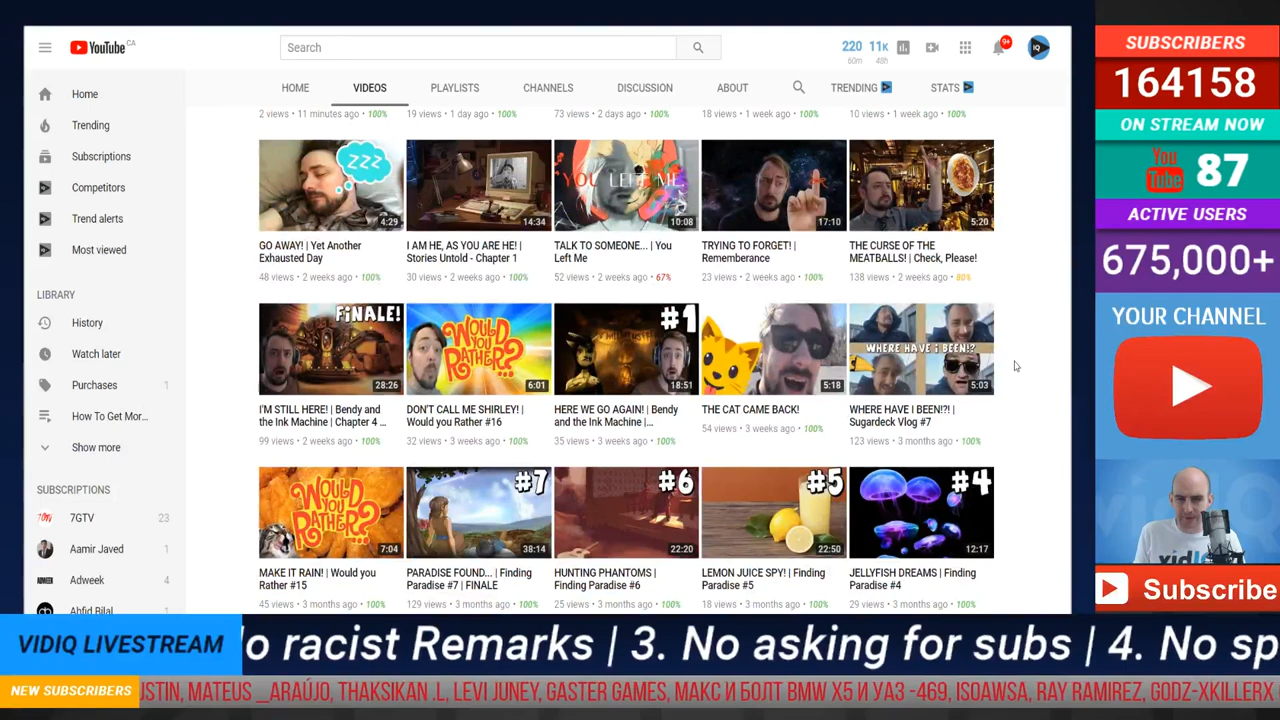 YouTube CA
Search
220 11K
60m 48h
9+
IQ
HOME VIDEOS PLAYLISTS CHANNELS DISCUSSION ABOUT TRENDING STATS
Home
Trending
Subscriptions
Competitors
Trend alerts
Most viewed
LIBRARY
History
Watch later
Purchases 1
How To Get Mor...
Show more
SUBSCRIPTIONS
7GTV 23
Aamir Javed 1
Adweek 4
Ahfid Bilal
2 views • 11 minutes ago • 100%
19 views • 1 day ago • 100%
73 views • 2 days ago • 100%
18 views • 1 week ago • 100%
10 views • 1 week ago • 100%
ZZZ
4:29
14:34
YOU LEFT ME
10:08
17:10
5:20
GO AWAY! | Yet Another
Exhausted Day
48 views • 2 weeks ago • 100%
I AM HE, AS YOU ARE HE! |
Stories Untold - Chapter 1
30 views • 2 weeks ago • 100%
TALK TO SOMEONE... | You
Left Me
52 views • 2 weeks ago • 67%
TRYING TO FORGET! |
Rememberance
23 views • 2 weeks ago • 100%
THE CURSE OF THE
MEATBALLS! | Check, Please!
138 views • 2 weeks ago • 80%
FiNALE!
28:26
WOULD
YOU
RATHER?
6:01
#1
18:51
5:18
WHERE HAVE i BEEN!?
5:03
I'M STILL HERE! | Bendy and
the Ink Machine | Chapter 4 ...
99 views • 2 weeks ago • 100%
DON'T CALL ME SHIRLEY! |
Would you Rather #16
32 views • 3 weeks ago • 100%
HERE WE GO AGAIN! | Bendy
and the Ink Machine |...
35 views • 3 weeks ago • 100%
THE CAT CAME BACK!
54 views • 3 weeks ago • 100%
WHERE HAVE I BEEN?! |
Sugardeck Vlog #7
123 views • 3 months ago • 100%
WOULD
YOU
RATHER?
7:04
#7
38:14
#6
22:20
#5
22:50
#4
12:17
MAKE IT RAIN! | Would you
Rather #15
45 views • 3 months ago • 100%
PARADISE FOUND... | Finding
Paradise #7 | FINALE
129 views • 3 months ago • 100%
HUNTING PHANTOMS |
Finding Paradise #6
25 views • 3 months ago • 100%
LEMON JUICE SPY! | Finding
Paradise #5
18 views • 3 months ago • 100%
JELLYFISH DREAMS | Finding
Paradise #4
29 views • 3 months ago • 100%
SUBSCRIBERS
164158
ON STREAM NOW
You
Tube 87
ACTIVE USERS
675,000+
YOUR CHANNEL
Subscribe
VIDIQ LIVESTREAM
o racist Remarks | 3. No asking for subs | 4. No sp
NEW SUBSCRIBERS
USTIN, MATEUS _ARAÚJO, THAKSIKAN .L, LEVI JUNEY, GASTER GAMES, МАКС И БОЛТ BMW X5 И УАЗ -469, ISOAWSA, RAY RAMIREZ, GODZ-XKILLERX